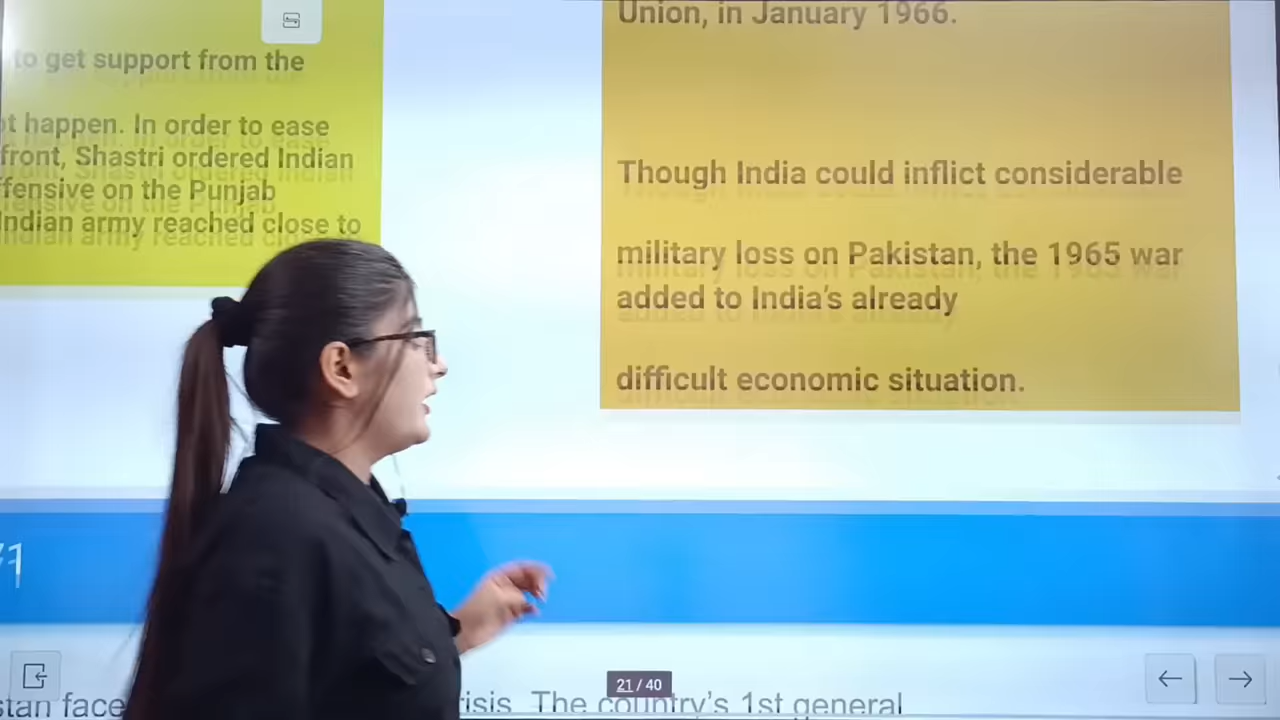 to get support from the
t happen. In order to ease
front, Shastri ordered Indian
ffensive on the Punjab
Indian army reached close to
Union, in January 1966.
Though India could inflict considerable
military loss on Pakistan, the 1965 war
added to India's already
difficult economic situation.
71
stan face
risis. The country's 1st general
21 / 40